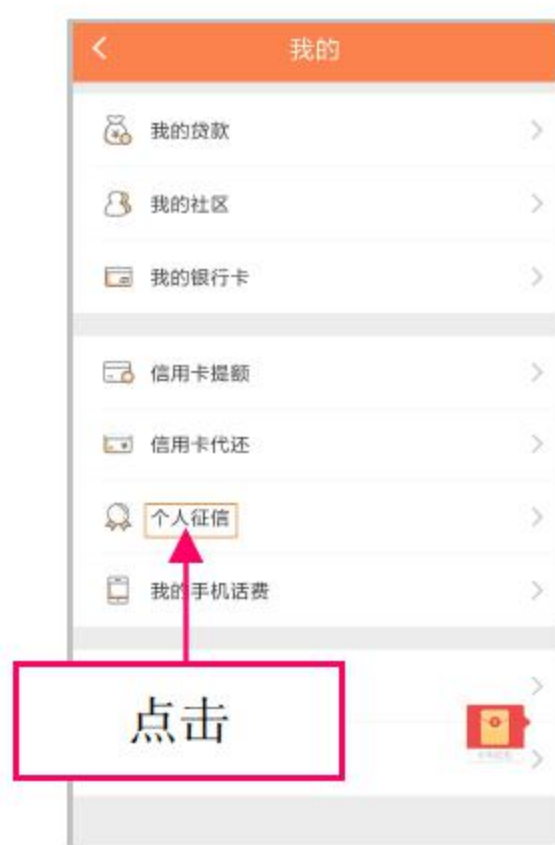 我的
我的贷款
我的社区
我的银行卡
信用卡提额
信用卡代还
个人征信
我的手机话费
点击